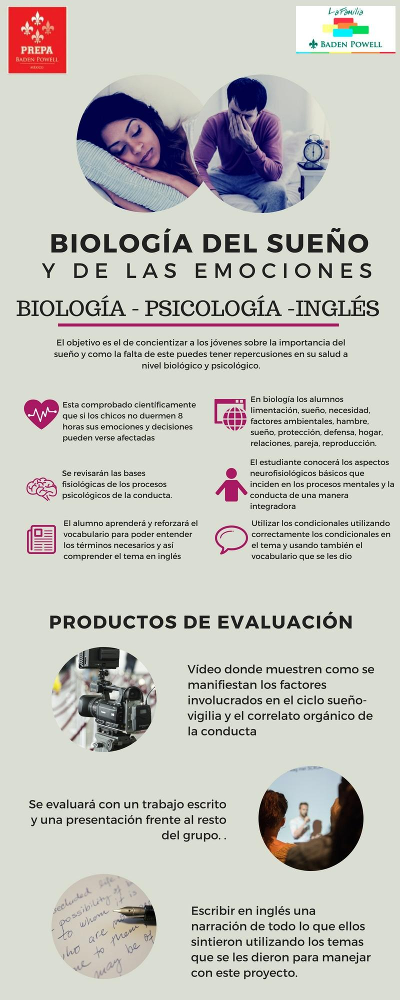 PREPA
BADEN POWELL
MÉXICO
La Familia
BADEN POWELL
BIOLOGÍA DEL SUEÑO
Y DE LAS EMOCIONES
BIOLOGÍA - PSICOLOGÍA -INGLÉS
El objetivo es el de concientizar a los jóvenes sobre la importancia del
sueño y como la falta de este puedes tener repercusiones en su salud a
nivel biológico y psicológico.
Esta comprobado científicamente
que si los chicos no duermen 8
horas sus emociones y decisiones
pueden verse afectadas
En biología los alumnos
limentación, sueño, necesidad,
factores ambientales, hambre,
sueño, protección, defensa, hogar,
relaciones, pareja, reproducción.
Se revisarán las bases
fisiológicas de los procesos
psicológicos de la conducta.
El estudiante conocerá los aspectos
neurofisiológicos básicos que
inciden en los procesos mentales y la
conducta de una manera
integradora
El alumno aprenderá y reforzará el
vocabulario para poder entender
los términos necesarios y así
comprender el tema en inglés
Utilizar los condicionales utilizando
correctamente los condicionales en
el tema y usando también el
vocabulario que se les dio
PRODUCTOS DE EVALUACIÓN
Vídeo donde muestren como se
manifiestan los factores
involucrados en el ciclo sueño-
vigilia y el correlato orgánico de
la conducta
Se evaluará con un trabajo escrito
y una presentación frente al resto
del grupo. .
secluded life
possibility of
to whom it is
who are
me to them
may be of
Escribir en inglés una
narración de todo lo que ellos
sintieron utilizando los temas
que se les dieron para manejar
con este proyecto.